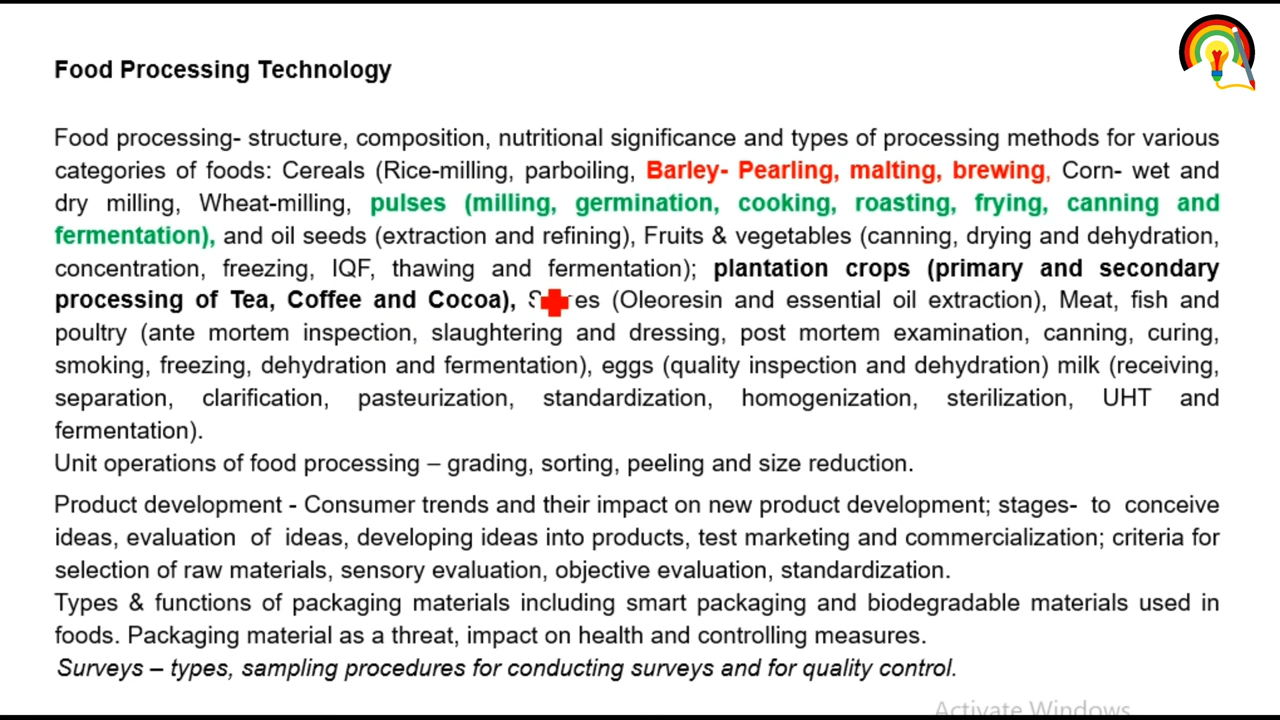 Food Processing Technology
Food processing- structure, composition, nutritional significance and types of processing methods for various
categories of foods: Cereals (Rice-milling, parboiling, Barley- Pearling, malting, brewing, Corn- wet and
dry milling, Wheat-milling, pulses (milling, germination, cooking, roasting, frying, canning and
fermentation), and oil seeds (extraction and refining), Fruits & vegetables (canning, drying and dehydration,
concentration, freezing, IQF, thawing and fermentation); plantation crops (primary and secondary
processing of Tea, Coffee and Cocoa), (Oleoresin and essential oil extraction), Meat, fish and
poultry (ante mortem inspection, slaughtering and dressing, post mortem examination, canning, curing,
smoking, freezing, dehydration and fermentation), eggs (quality inspection and dehydration) milk (receiving,
separation, clarification, pasteurization, standardization, homogenization, sterilization, UHT and
fermentation).
Unit operations of food processing – grading, sorting, peeling and size reduction.
Product development - Consumer trends and their impact on new product development; stages- to conceive
ideas, evaluation of ideas, developing ideas into products, test marketing and commercialization; criteria for
selection of raw materials, sensory evaluation, objective evaluation, standardization.
Types & functions of packaging materials including smart packaging and biodegradable materials used in
foods. Packaging material as a threat, impact on health and controlling measures.
Surveys – types, sampling procedures for conducting surveys and for quality control.
Activate Windows